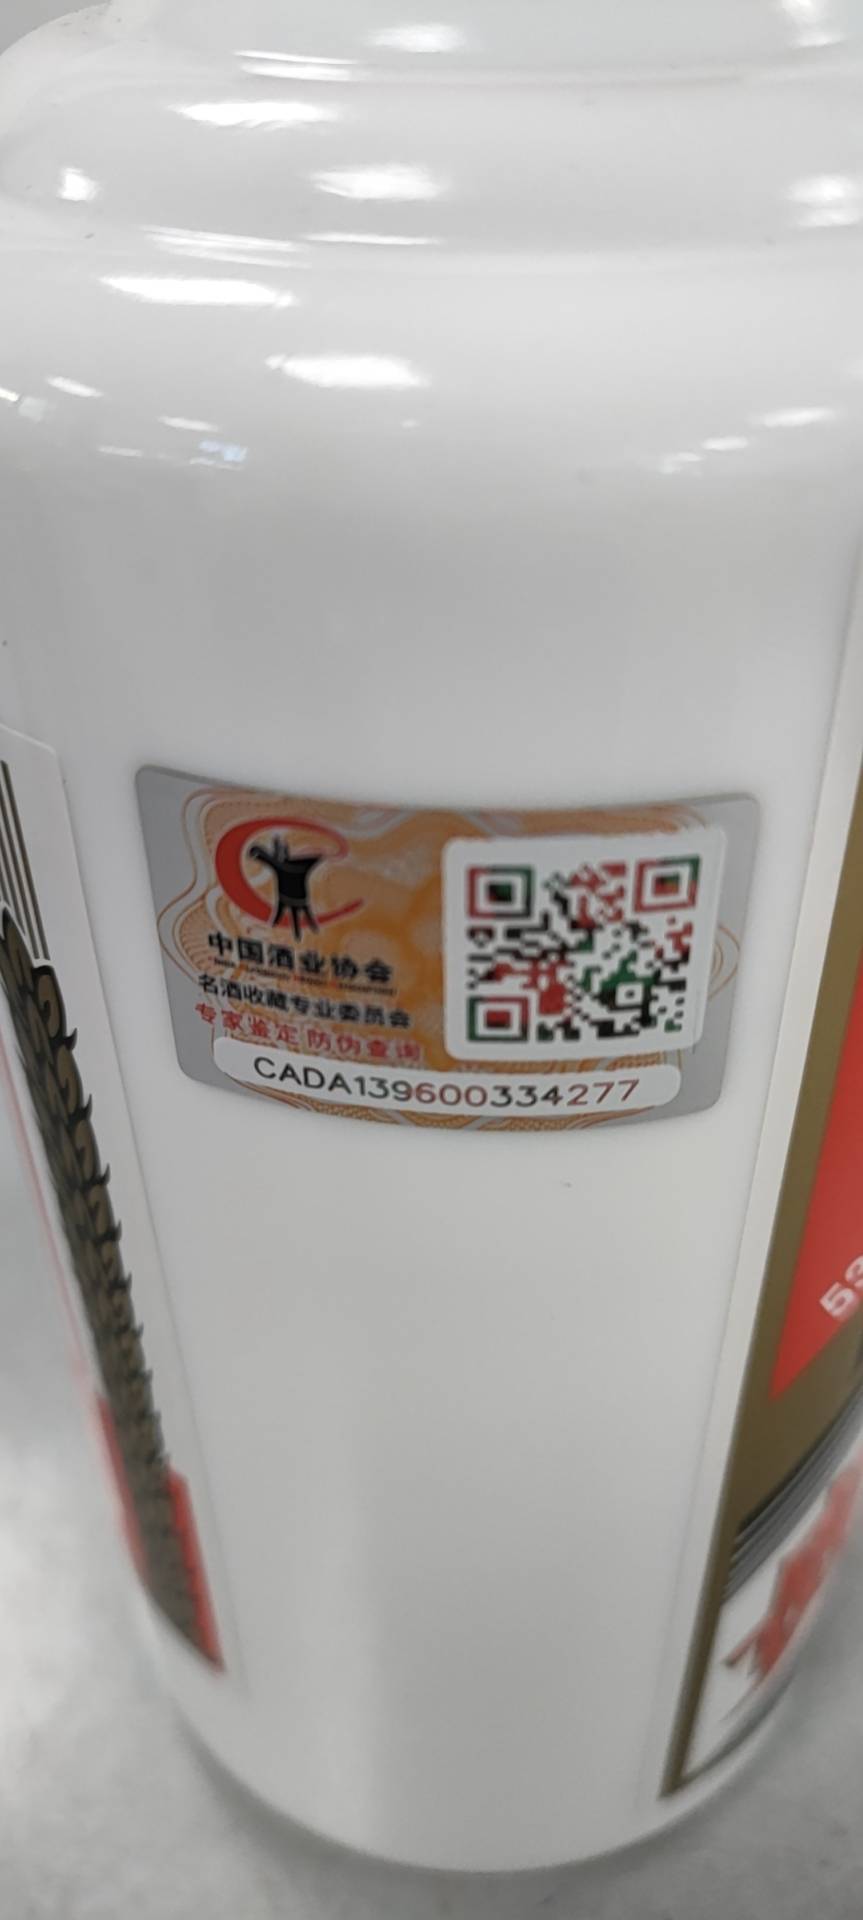 中国酒业协会
名酒收藏专业委员会
专家鉴定 防伪查询
CADA139600334277
53